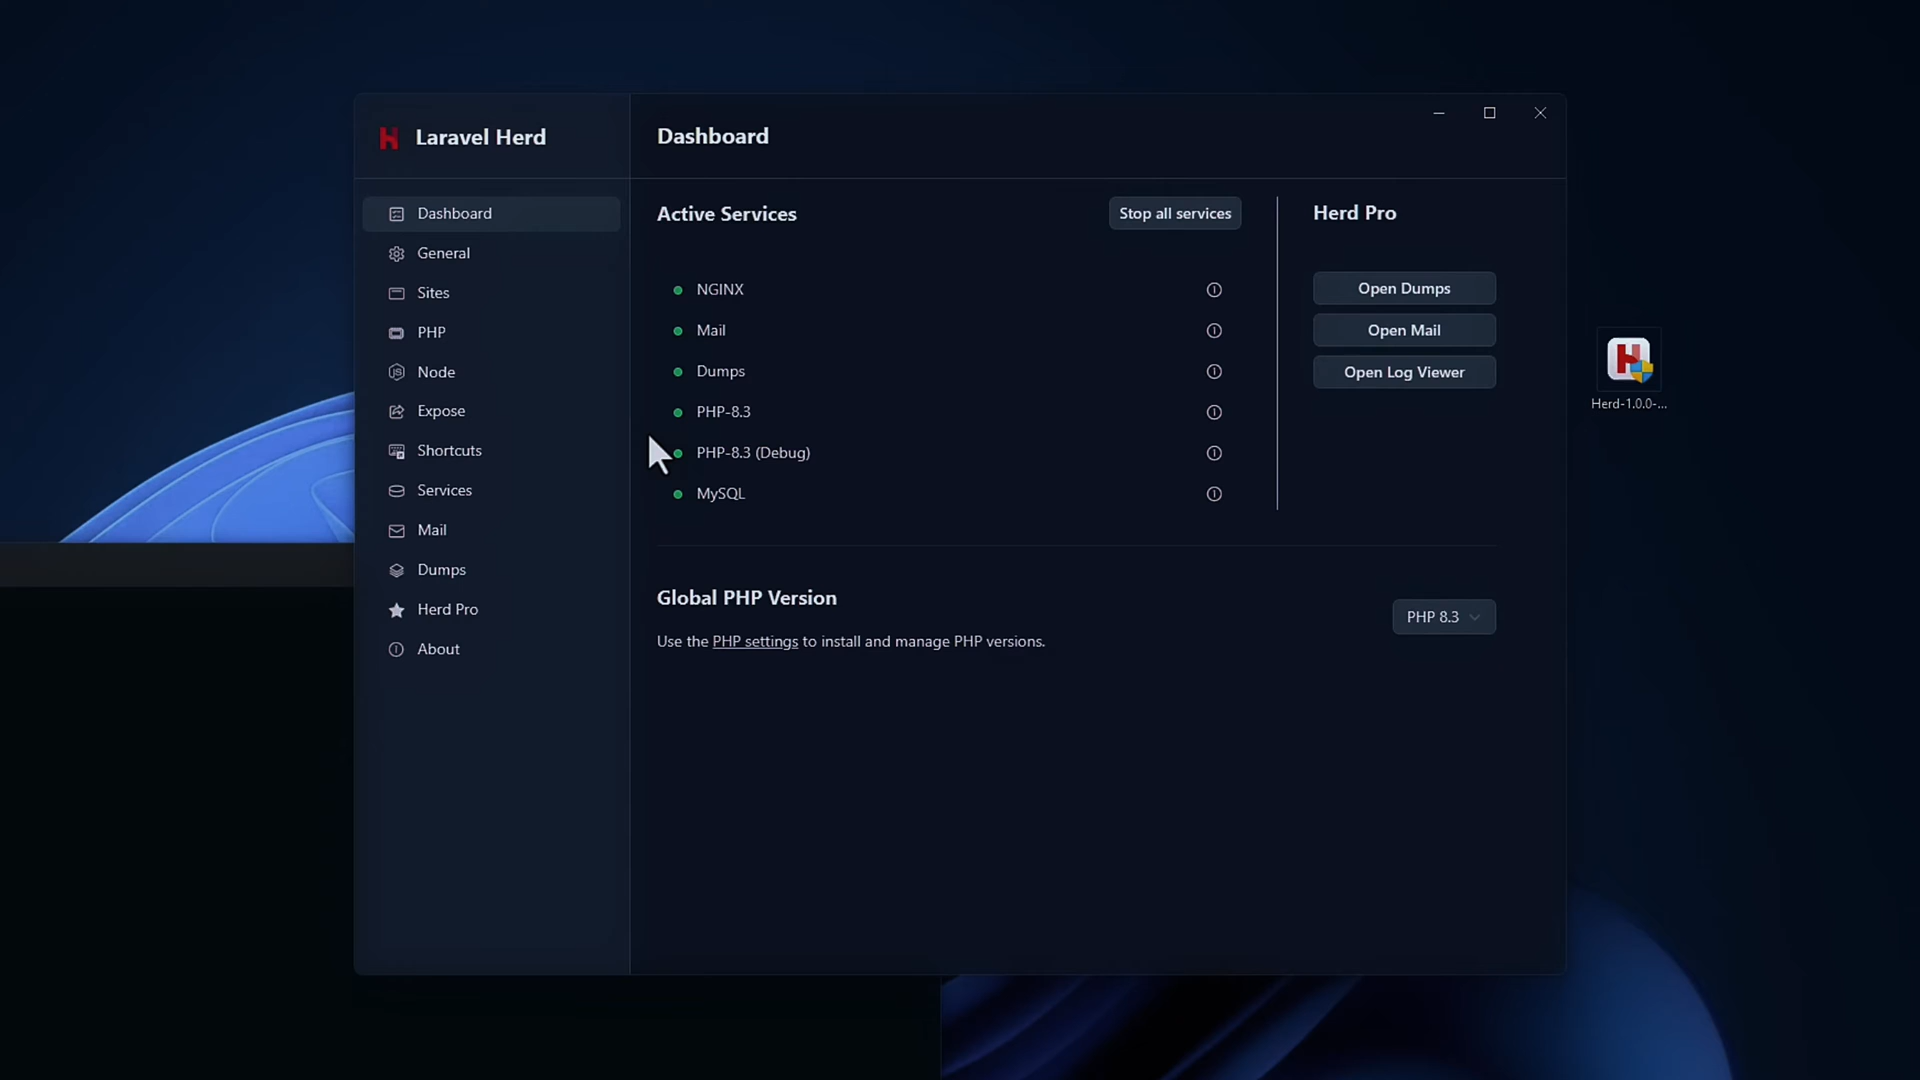 Laravel Herd
Dashboard
General
Sites
PHP
Node
Expose
Shortcuts
Services
Mail
Dumps
Herd Pro
About
Dashboard
Active Services
Stop all services
NGINX
Mail
Dumps
PHP-8.3
PHP-8.3 (Debug)
MySQL
Herd Pro
Open Dumps
Open Mail
Open Log Viewer
Global PHP Version
Use the PHP settings to install and manage PHP versions.
PHP 8.3
Herd-1.0.0-...